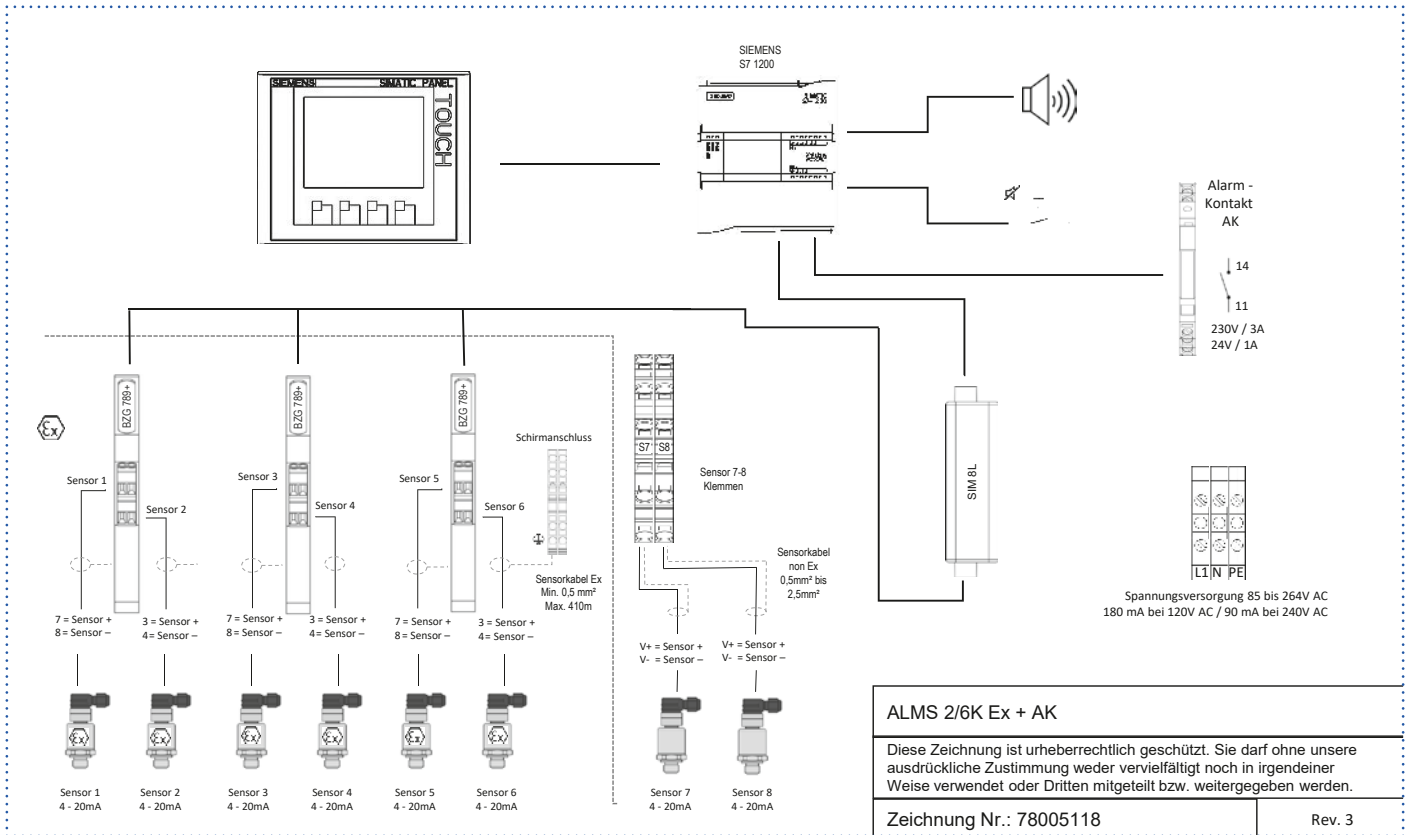 SIEMENS
S7 1200
SIEMENS SIMATIC PANEL
TOUCH
Alarm -
Kontakt
AK
14
11
230V / 3A
24V / 1A
BZG 789+
BZG 789+
BZG 789+
Ex
Schirmanschluss
Sensor 1
Sensor 2
Sensor 3
Sensor 4
Sensor 5
Sensor 6
S7 S8
Sensor 7-8
Klemmen
SIM 8L
Sensorkabel Ex
Min. 0,5 mm²
Max. 410m
Sensorkabel
non Ex
0,5mm² bis
2,5mm²
L1 N PE
Spannungsversorgung 85 bis 264V AC
180 mA bei 120V AC / 90 mA bei 240V AC
7 = Sensor +
8 = Sensor –
3 = Sensor +
4= Sensor –
7 = Sensor +
8= Sensor –
3 = Sensor +
4= Sensor –
7 = Sensor +
8 = Sensor –
3 = Sensor +
4= Sensor –
V+ = Sensor +
V- = Sensor –
V+ = Sensor +
V- = Sensor –
Ex
Ex
Ex
Ex
Ex
Ex
Sensor 1
4 - 20mA
Sensor 2
4 - 20mA
Sensor 3
4 - 20mA
Sensor 4
4 - 20mA
Sensor 5
4 - 20mA
Sensor 6
4 - 20mA
Sensor 7
4 - 20mA
Sensor 8
4 - 20mA
ALMS 2/6K Ex + AK
Diese Zeichnung ist urheberrechtlich geschützt. Sie darf ohne unsere
ausdrückliche Zustimmung weder vervielfältigt noch in irgendeiner
Weise verwendet oder Dritten mitgeteilt bzw. weitergegeben werden.
Zeichnung Nr.: 78005118
Rev. 3